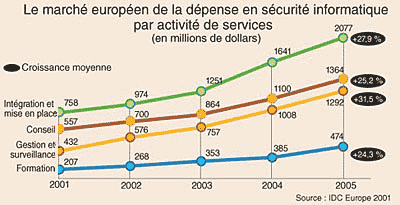 Le marché européen de la dépense en sécurité informatique
par activité de services
(en millions de dollars)
Croissance moyenne
Intégration et
mise en place
758
974
1251
1641
2077
+27,9 %
Conseil
557
700
864
1100
1364
+25,2 %
Gestion et
surveillance
432
576
757
1008
1292
+31,5 %
Formation
207
268
353
385
474
+24,3 %
2001
2002
2003
2004
2005
Source : IDC Europe 2001